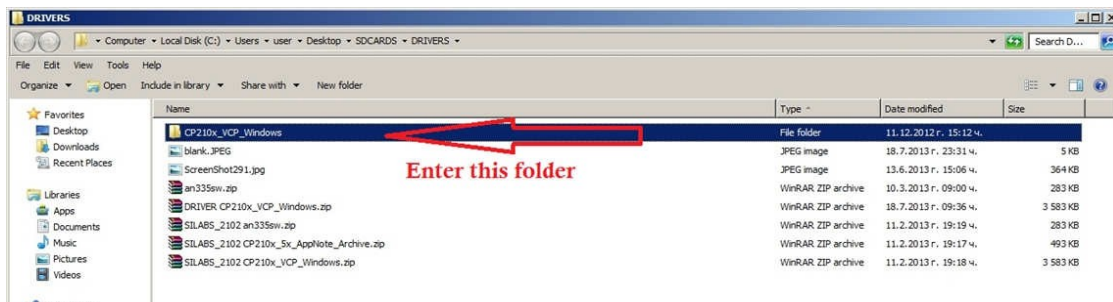 DRIVERS
Computer ▾ Local Disk (C:) ▾ Users ▾ user ▾ Desktop ▾ SDCARDS ▾ DRIVERS ▾
Search D...
File Edit View Tools Help
Organize ▾ Open Include in library ▾ Share with ▾ New folder
Favorites
Desktop
Downloads
Recent Places
Libraries
Apps
Documents
Music
Pictures
Videos
Name Type Date modified Size
CP210x_VCP_Windows File folder 11.12.2012 г. 15:12 ч.
blank.JPEG JPEG image 18.7.2013 г. 23:31 ч. 5 KB
ScreenShot291.jpg JPEG image 13.6.2013 г. 15:06 ч. 364 KB
an335sw.zip WinRAR ZIP archive 10.3.2013 г. 09:00 ч. 283 KB
DRIVER CP210x_VCP_Windows.zip WinRAR ZIP archive 18.7.2013 г. 09:36 ч. 3 583 KB
SILABS_2102 an335sw.zip WinRAR ZIP archive 11.2.2013 г. 19:19 ч. 283 KB
SILABS_2102 CP210x_5x_AppNote_Archive.zip WinRAR ZIP archive 11.2.2013 г. 19:17 ч. 493 KB
SILABS_2102 CP210x_VCP_Windows.zip WinRAR ZIP archive 11.2.2013 г. 19:18 ч. 3 583 KB
Enter this folder